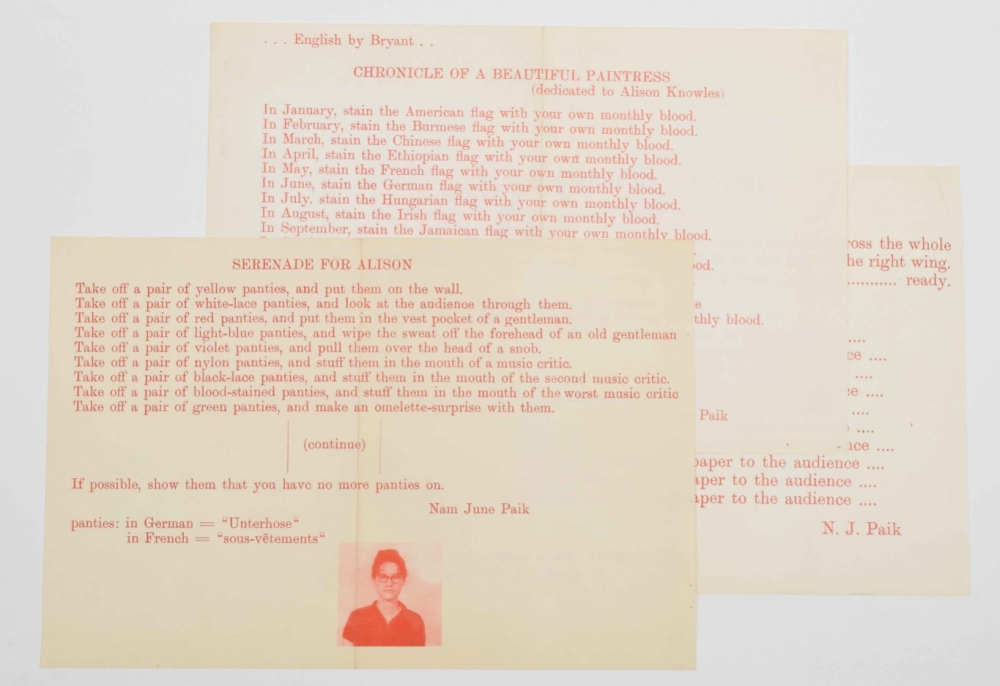 . . . English by Bryant . .
CHRONICLE OF A BEAUTIFUL PAINTRESS
(dedicated to Alison Knowles)
In January, stain the American flag with your own monthly blood.
In February, stain the Burmese flag with your own monthly blood.
In March, stain the Chinese flag with your own monthly blood.
In April, stain the Ethiopian flag with your own monthly blood.
In May, stain the French flag with your own monthly blood.
In June, stain the German flag with your own monthly blood.
In July. stain the Hungarian flag with your own monthly blood.
In August, stain the Irish flag with your own monthly blood.
In September, stain the Jamaican flag with your own monthly blood.
od.
thly blood.
Paik
SERENADE FOR ALISON
Take off a pair of yellow panties, and put them on the wall.
Take off a pair of white-lace panties, and look at the audience through them.
Take off a pair of red panties, and put them in the vest pocket of a gentleman.
Take off a pair of light-blue panties, and wipe the sweat off the forehead of an old gentleman
Take off a pair of violet panties, and pull them over the head of a snob.
Take off a pair of nylon panties, and stuff them in the mouth of a music critic.
Take off a pair of black-lace panties, and stuff them in the mouth of the second music critic.
Take off a pair of blood-stained panties, and stuff them in the mouth of the worst music critic
Take off a pair of green panties, and make an omelette-surprise with them.
(continue)
If possible, show them that you have no more panties on.
Nam June Paik
panties: in German = "Unterhose"
in French = "sous-vêtements"
ross the whole
he right wing.
............ ready.
....
ce ....
....
e ....
....
....
nce ....
paper to the audience ....
aper to the audience ....
aper to the audience ....
N. J. Paik